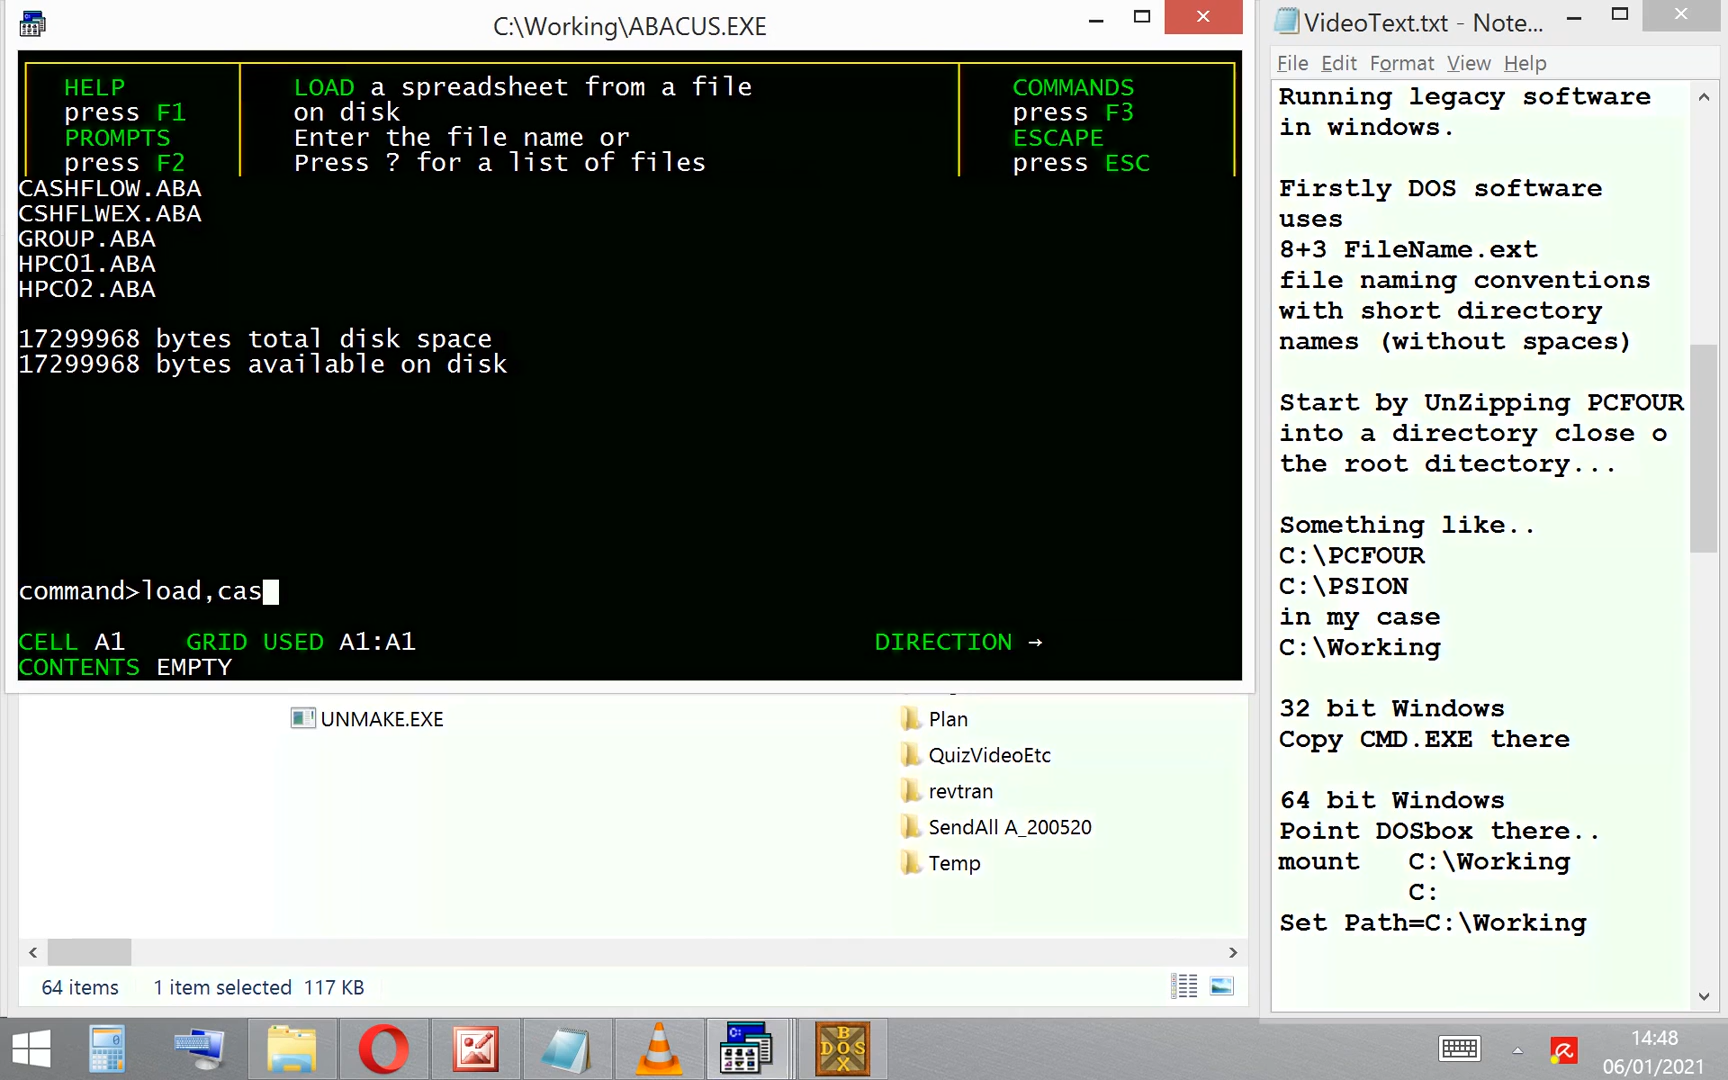 C:\Working\ABACUS.EXE
HELP
press F1
PROMPTS
press F2
LOAD a spreadsheet from a file
on disk
Enter the file name or
Press ? for a list of files
COMMANDS
press F3
ESCAPE
press ESC
CASHFLOW.ABA
CSHFLWEX.ABA
GROUP.ABA
HPCO1.ABA
HPCO2.ABA
17299968 bytes total disk space
17299968 bytes available on disk
command>load,cas
CELL A1 GRID USED A1:A1 DIRECTION →
CONTENTS EMPTY
UNMAKE.EXE
Plan
QuizVideoEtc
revtran
SendAll A_200520
Temp
64 items 1 item selected 117 KB
VideoText.txt - Note...
File Edit Format View Help
Running legacy software
in windows.
Firstly DOS software
uses
8+3 FileName.ext
file naming conventions
with short directory
names (without spaces)
Start by UnZipping PCFOUR
into a directory close o
the root ditectory...
Something like..
C:\PCFOUR
C:\PSION
in my case
C:\Working
32 bit Windows
Copy CMD.EXE there
64 bit Windows
Point DOSbox there..
mount C:\Working
C:
Set Path=C:\Working
DOS
BOX
14:48
06/01/2021